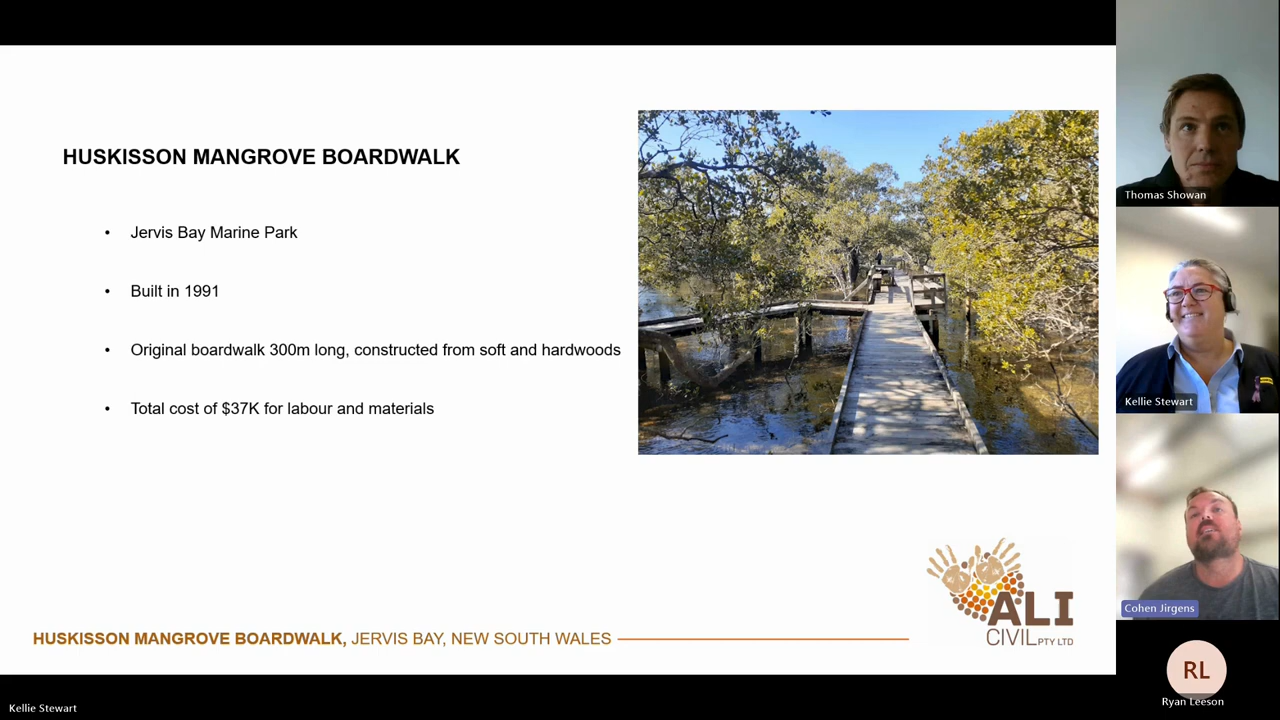 HUSKISSON MANGROVE BOARDWALK
• Jervis Bay Marine Park
• Built in 1991
• Original boardwalk 300m long, constructed from soft and hardwoods
• Total cost of $37K for labour and materials
ALI
CIVIL PTY LTD
HUSKISSON MANGROVE BOARDWALK, JERVIS BAY, NEW SOUTH WALES
Kellie Stewart
Thomas Showan
Kellie Stewart
Cohen Jirgens
RL
Ryan Leeson